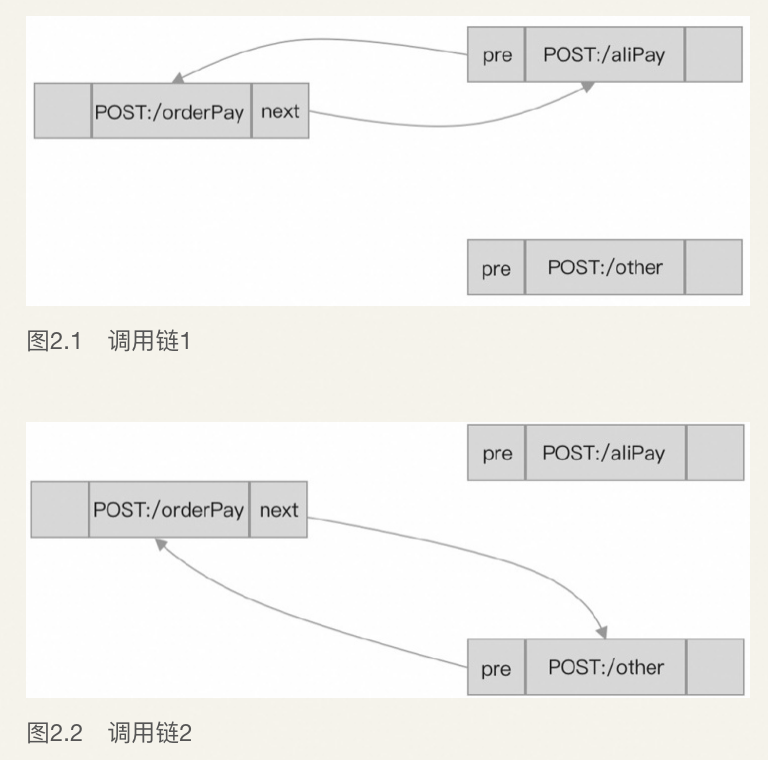 pre POST:/aliPay
POST:/orderPay next
pre POST:/other
图2.1 调用链1
pre POST:/aliPay
POST:/orderPay next
pre POST:/other
图2.2 调用链2